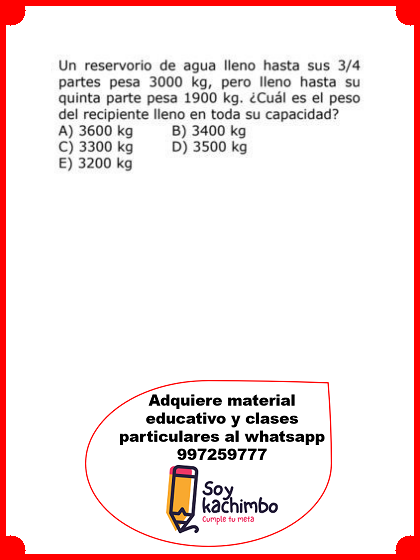 Un reservorio de agua lleno hasta sus 3/4
partes pesa 3000 kg, pero lleno hasta su
quinta parte pesa 1900 kg. ¿Cuál es el peso
del recipiente lleno en toda su capacidad?
A) 3600 kg B) 3400 kg
C) 3300 kg D) 3500 kg
E) 3200 kg
Adquiere material
educativo y clases
particulares al whatsapp
997259777
Soy
kachimbo
Cumple tu meta